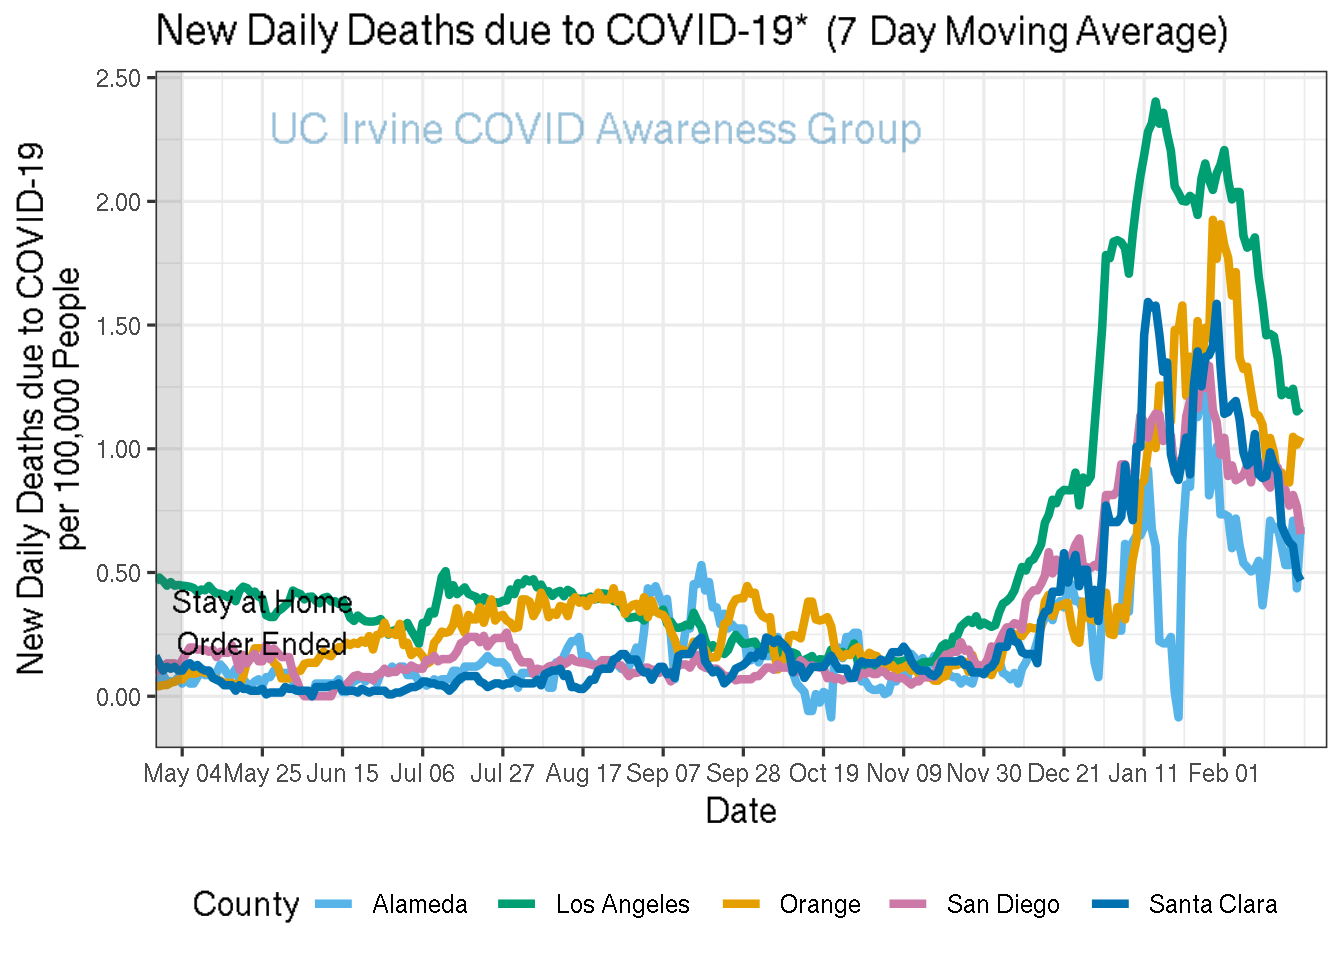 New Daily Deaths due to COVID-19* (7 Day Moving Average)
New Daily Deaths due to COVID-19
per 100,000 People
2.50
2.00
1.50
1.00
0.50
0.00
UC Irvine COVID Awareness Group
Stay at Home
Order Ended
May 04 May 25 Jun 15 Jul 06 Jul 27 Aug 17 Sep 07 Sep 28 Oct 19 Nov 09 Nov 30 Dec 21 Jan 11 Feb 01
Date
County Alameda Los Angeles Orange San Diego Santa Clara